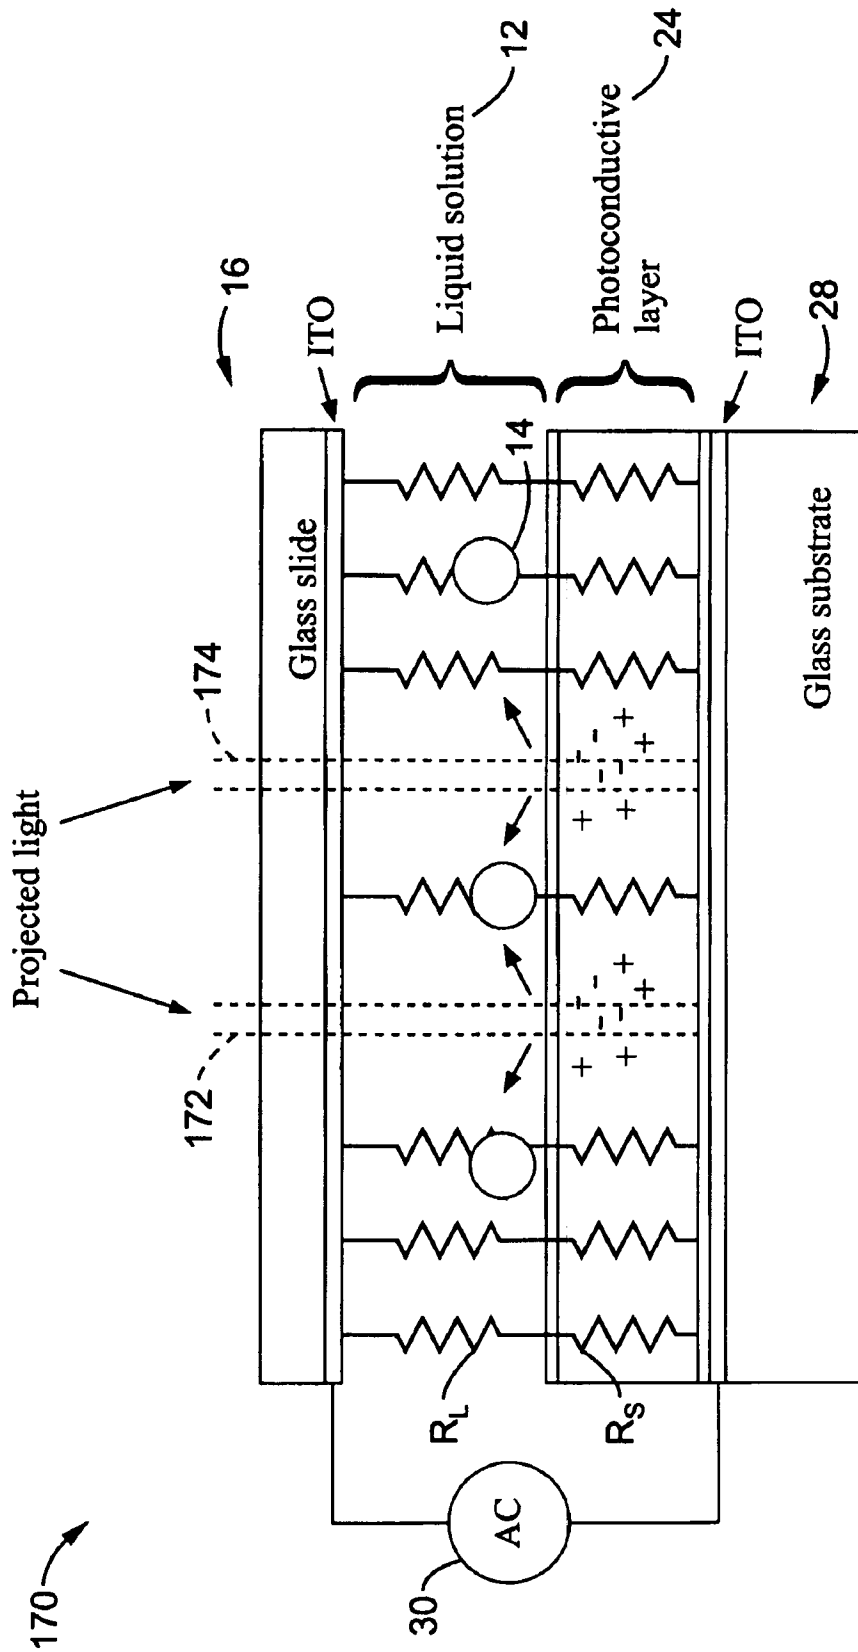 170
Projected light
172
174
16
Glass slide
ITO
Liquid solution
12
14
Photoconductive
layer
24
ITO
28
Glass substrate
R_L
R_S
AC
30
+
+
- -
- -
+
+
+
+
- -
- -
+
+